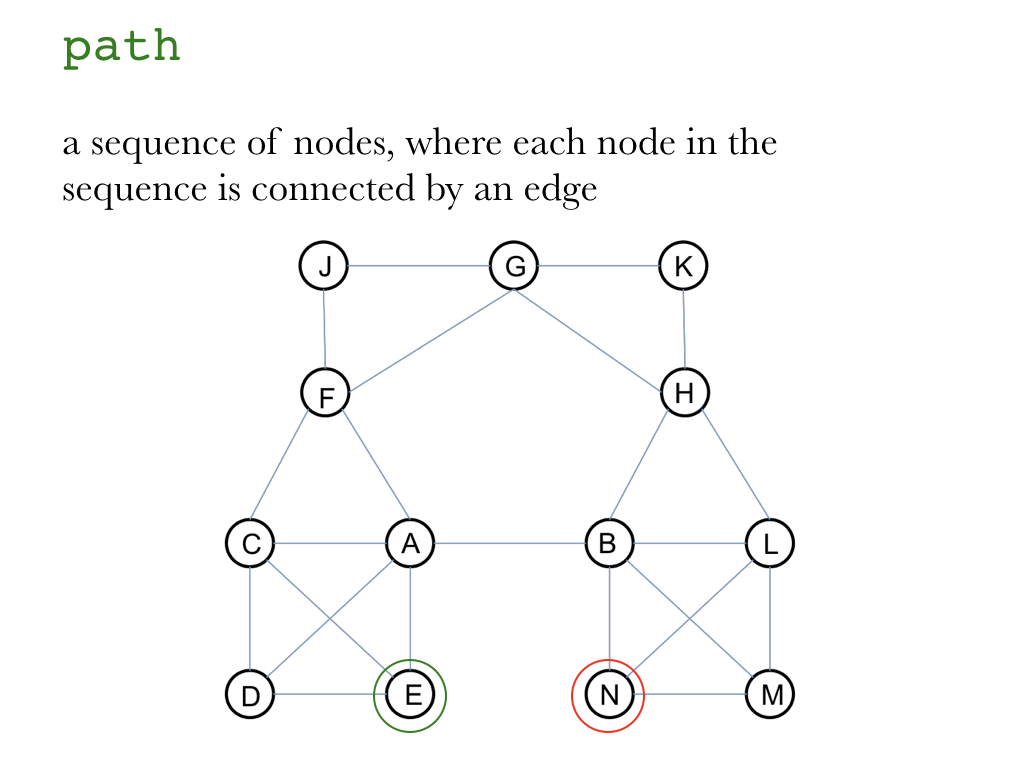 path
a sequence of nodes, where each node in the
sequence is connected by an edge
J G K
F H
C A B L
D E N M